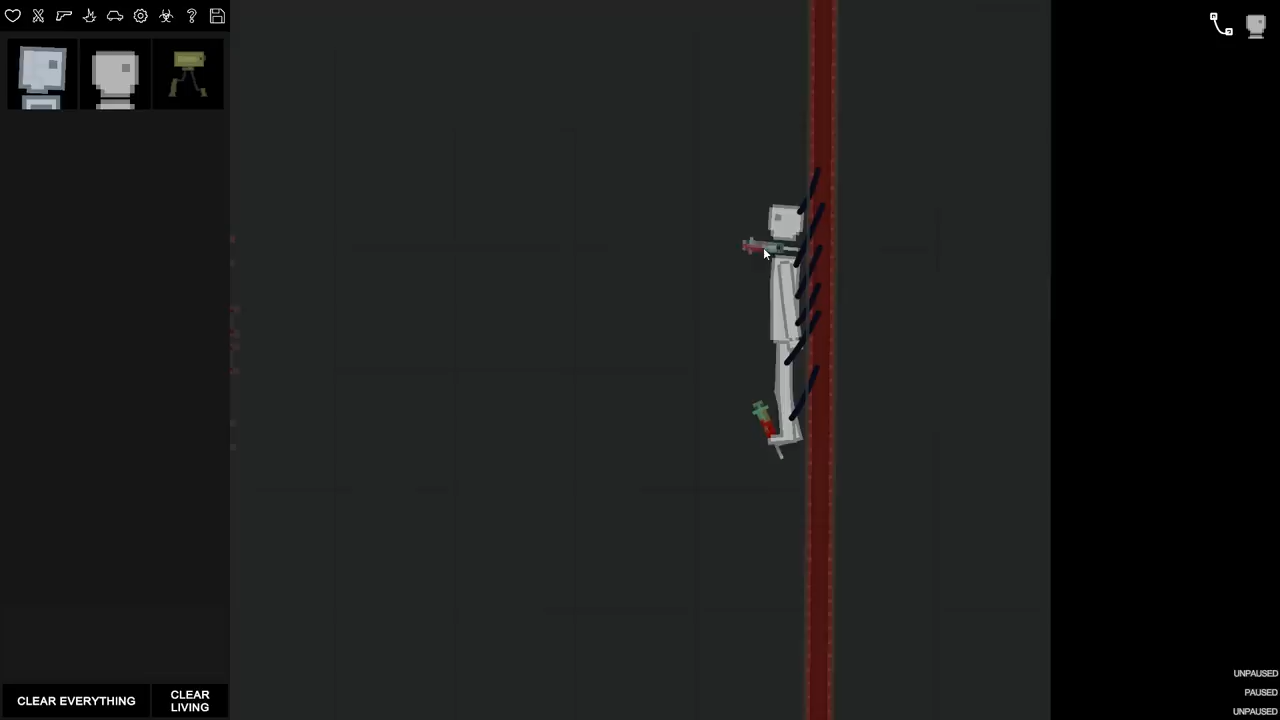 CLEAR EVERYTHING
CLEAR
LIVING
UNPAUSED
PAUSED
UNPAUSED